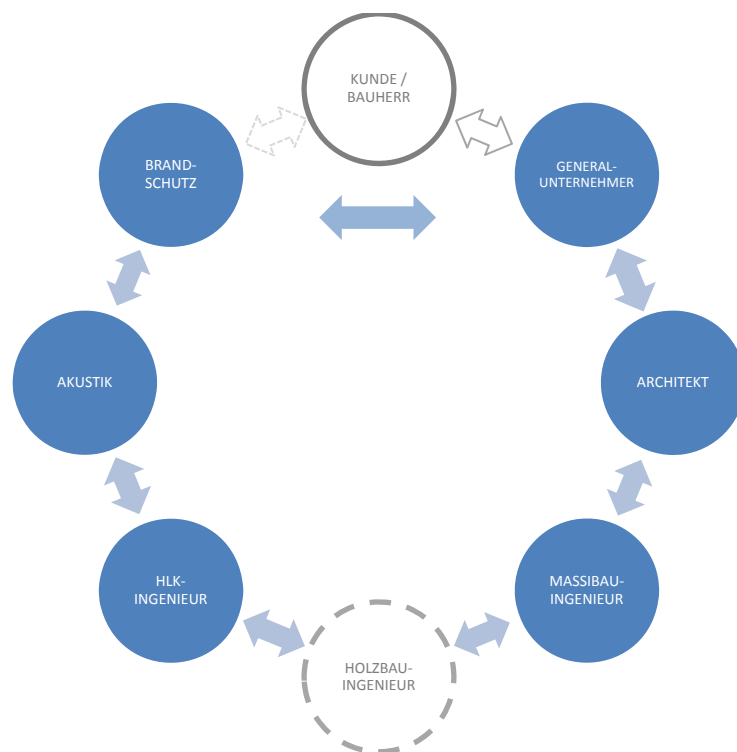 KUNDE /
BAUHERR
BRAND-
SCHUTZ
GENERAL-
UNTERNEHMER
AKUSTIK
ARCHITEKT
HLK-
INGENIEUR
MASSIBAU-
INGENIEUR
HOLZBAU-
INGENIEUR